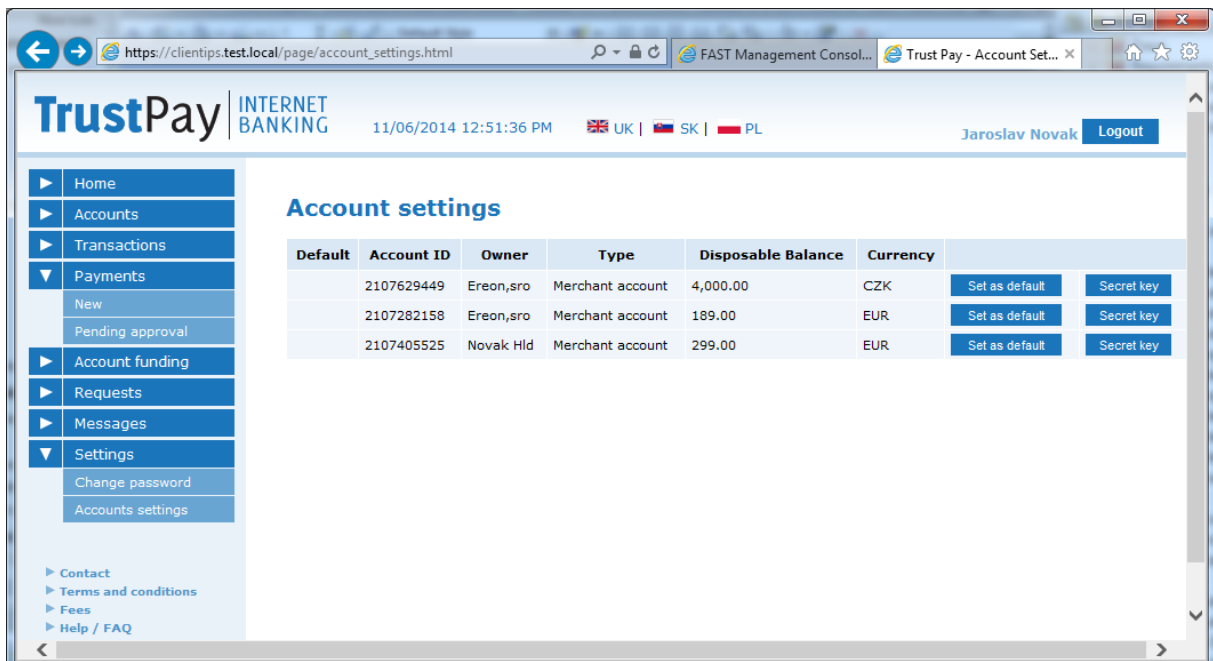 https://clientips.test.local/page/account_settings.html
FAST Management Consol...
Trust Pay - Account Set...
TrustPay INTERNET BANKING
11/06/2014 12:51:36 PM
UK | SK | PL
Jaroslav Novak Logout
Home
Accounts
Transactions
Payments
New
Pending approval
Account funding
Requests
Messages
Settings
Change password
Accounts settings
Contact
Terms and conditions
Fees
Help / FAQ
Account settings
Default Account ID Owner Type Disposable Balance Currency
2107629449 Ereon,sro Merchant account 4,000.00 CZK Set as default Secret key
2107282158 Ereon,sro Merchant account 189.00 EUR Set as default Secret key
2107405525 Novak Hld Merchant account 299.00 EUR Set as default Secret key